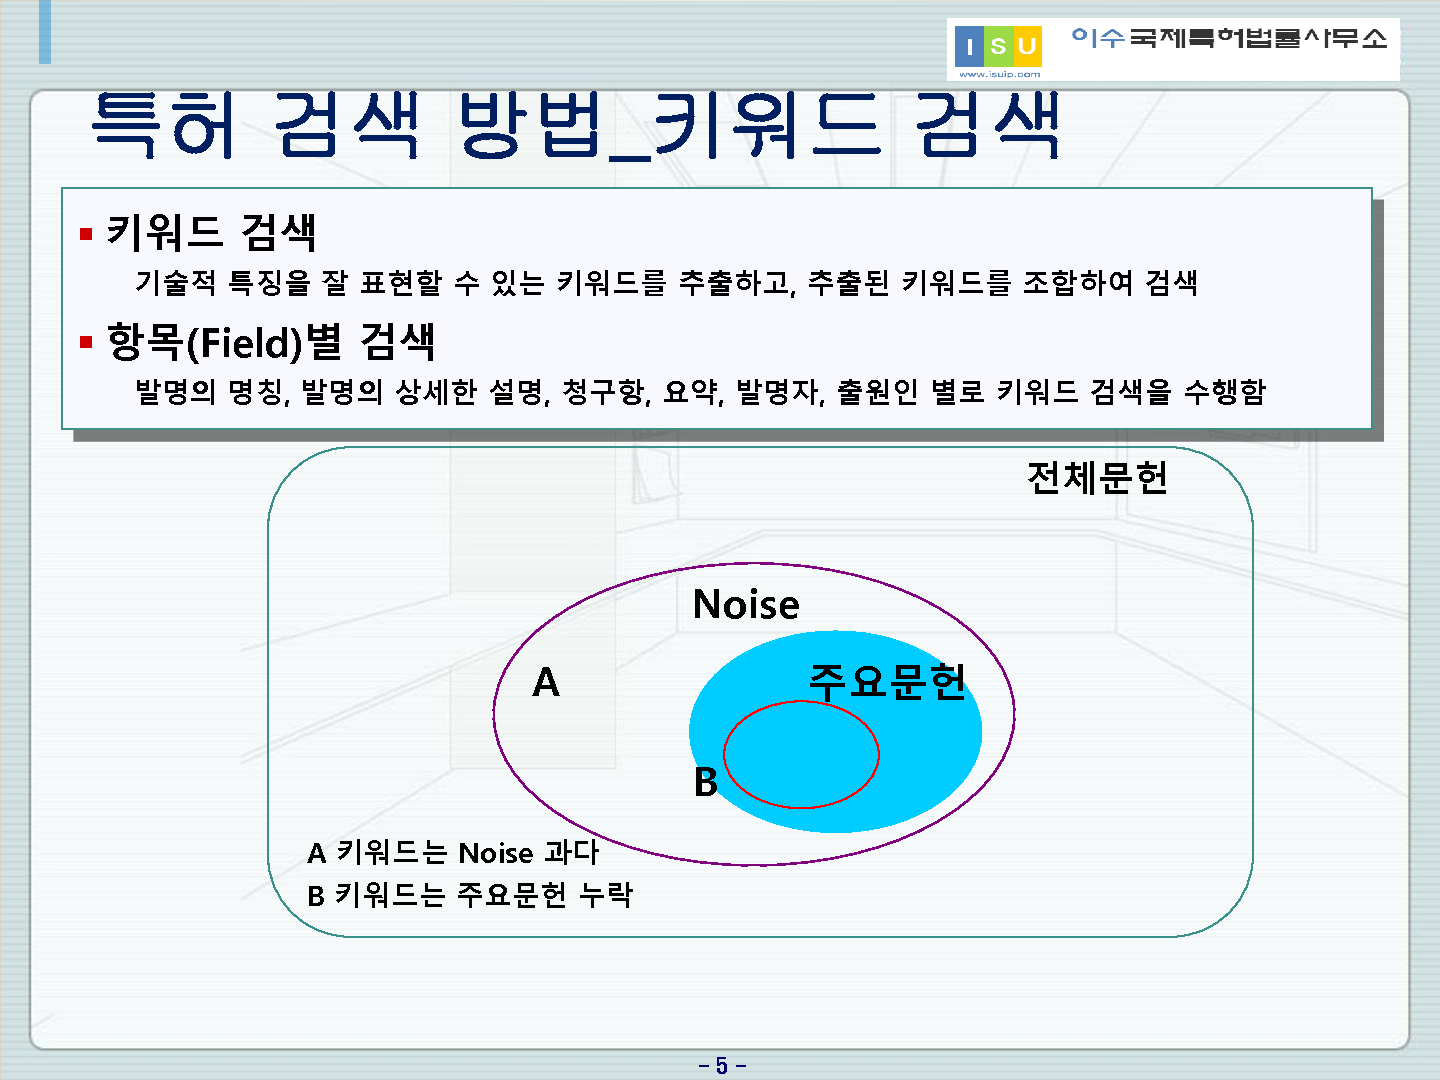 ISU
www.isuip.com
이수국제특허법률사무소
특허 검색 방법_키워드 검색
키워드 검색
기술적 특징을 잘 표현할 수 있는 키워드를 추출하고, 추출된 키워드를 조합하여 검색
항목(Field)별 검색
발명의 명칭, 발명의 상세한 설명, 청구항, 요약, 발명자, 출원인 별로 키워드 검색을 수행함
전체문헌
Noise
A
주요문헌
B
A 키워드는 Noise 과다
B 키워드는 주요문헌 누락
- 5 -